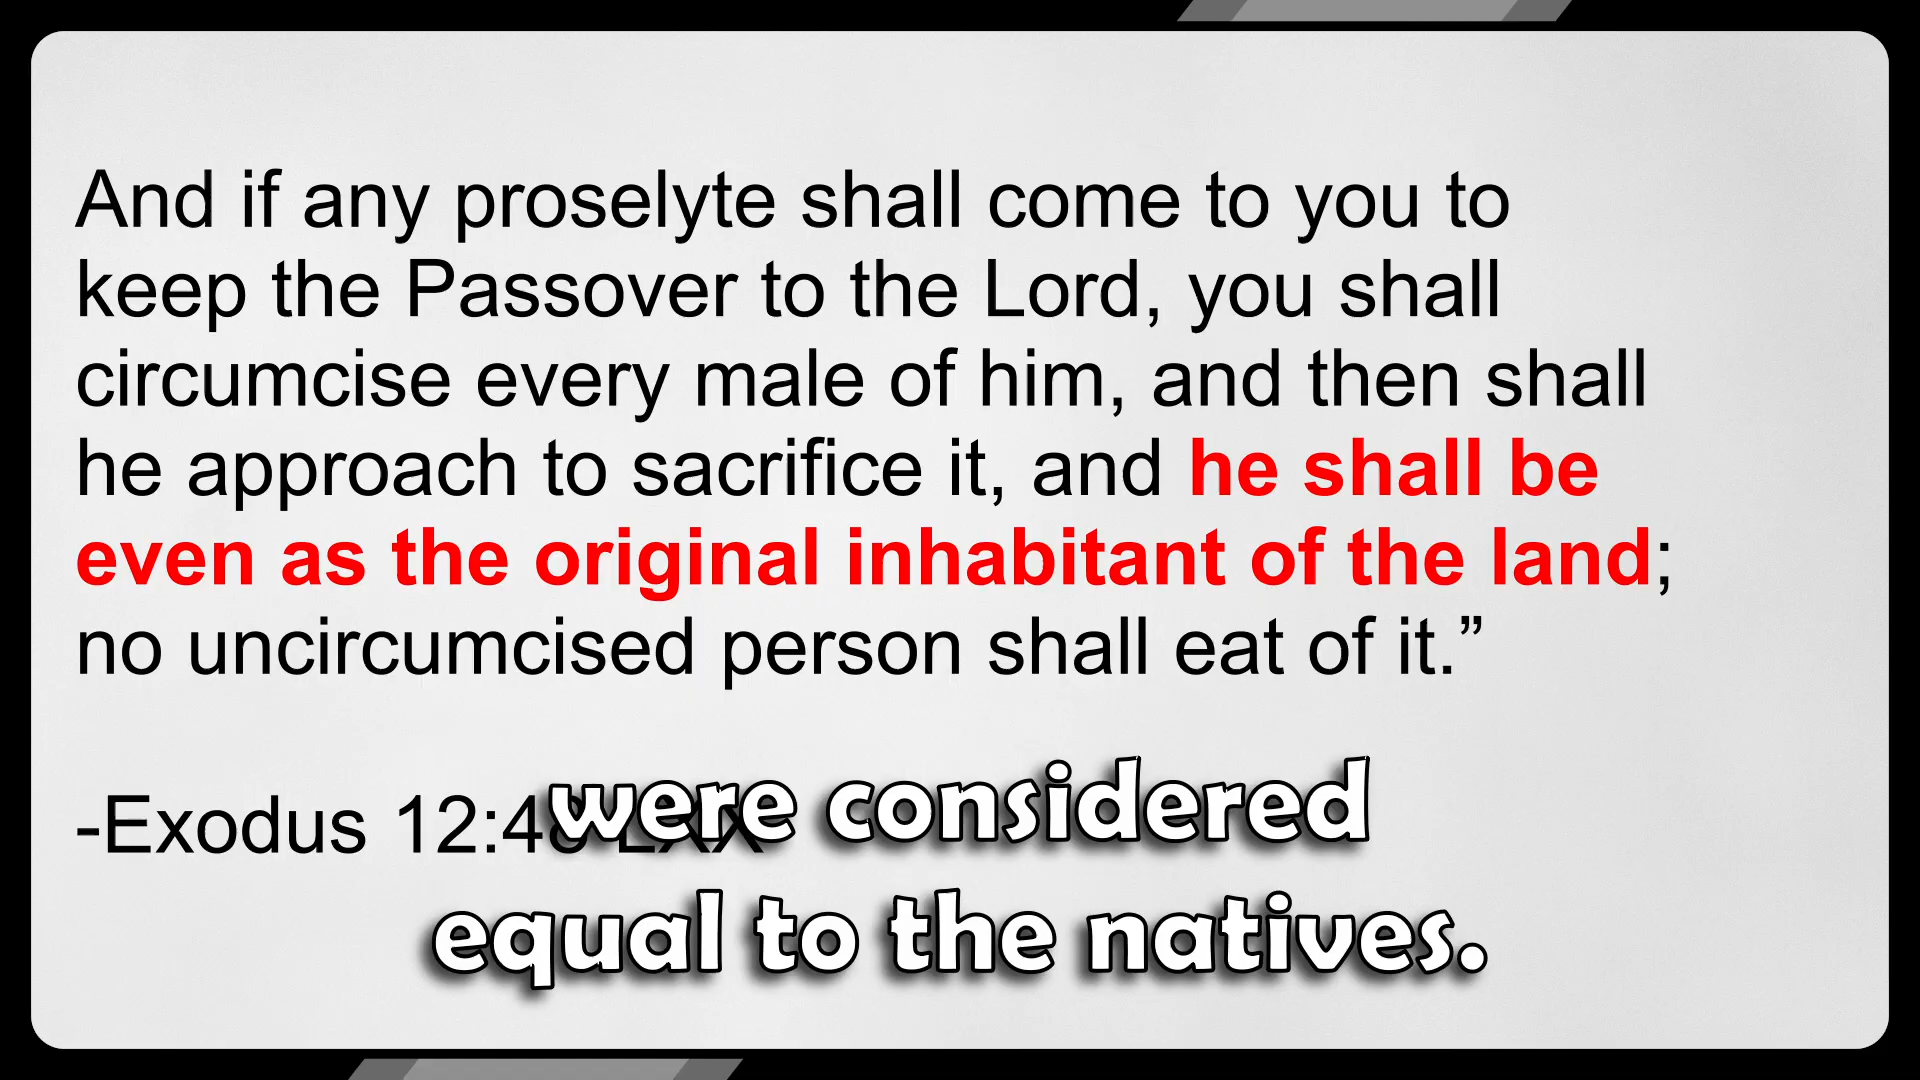 And if any proselyte shall come to you to
keep the Passover to the Lord, you shall
circumcise every male of him, and then shall
he approach to sacrifice it, and he shall be
even as the original inhabitant of the land;
no uncircumcised person shall eat of it.”
-Exodus 12:48 LXX
were considered
equal to the natives.